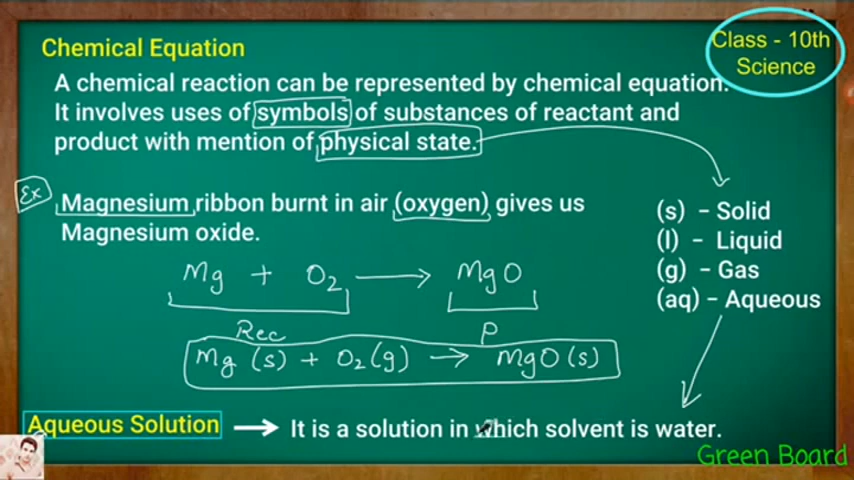 Chemical Equation
Class - 10th
Science
A chemical reaction can be represented by chemical equation.
It involves uses of symbols of substances of reactant and
product with mention of physical state.
Ex
Magnesium ribbon burnt in air (oxygen) gives us
Magnesium oxide.
(s) - Solid
(l) - Liquid
(g) - Gas
(aq) - Aqueous
Mg + O₂ → MgO
Rec P
Mg (s) + O₂(g) → MgO(s)
Aqueous Solution → It is a solution in which solvent is water.
Green Board